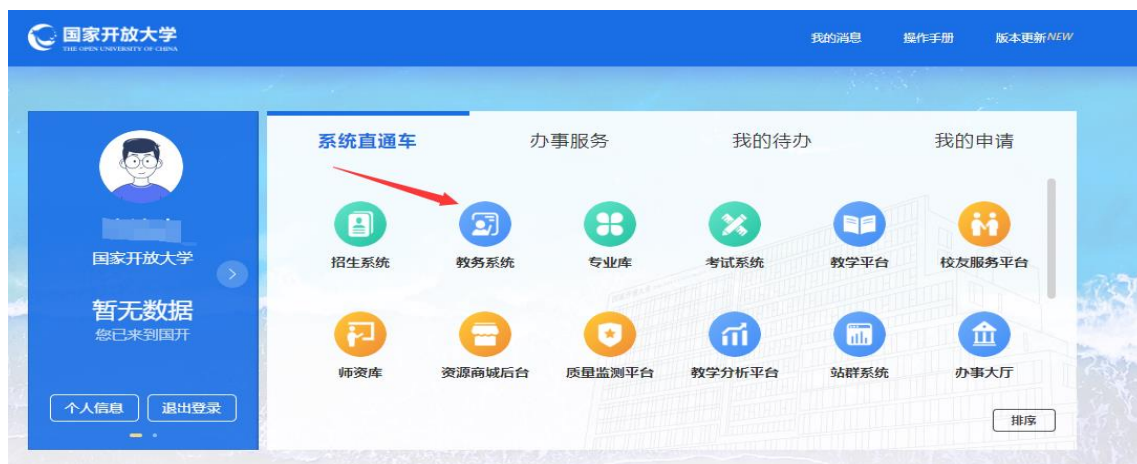 国家开放大学
THE OPEN UNIVERSITY OF CHINA
我的消息 操作手册 版本更新NEW
国家开放大学
暂无数据
您已来到国开
个人信息 退出登录
系统直通车 办事服务 我的待办 我的申请
招生系统 教务系统 专业库 考试系统 教学平台 校友服务平台
师资库 资源商城后台 质量监测平台 教学分析平台 站群系统 办事大厅
排序